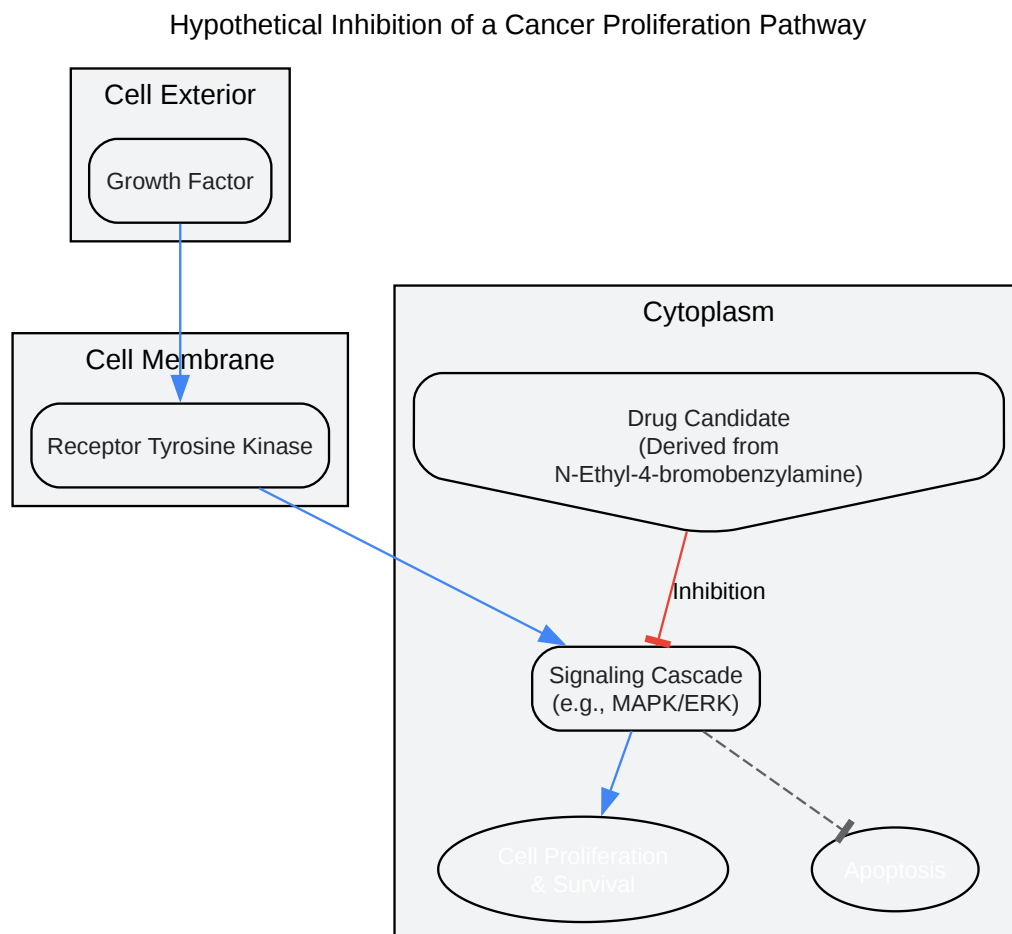 Hypothetical Inhibition of a Cancer Proliferation Pathway
Cell Exterior
Growth Factor
Cell Membrane
Receptor Tyrosine Kinase
Cytoplasm
Drug Candidate
(Derived from
N-Ethyl-4-bromobenzylamine)
Inhibition
Signaling Cascade
(e.g., MAPK/ERK)
Cell Proliferation
& Survival
Apoptosis